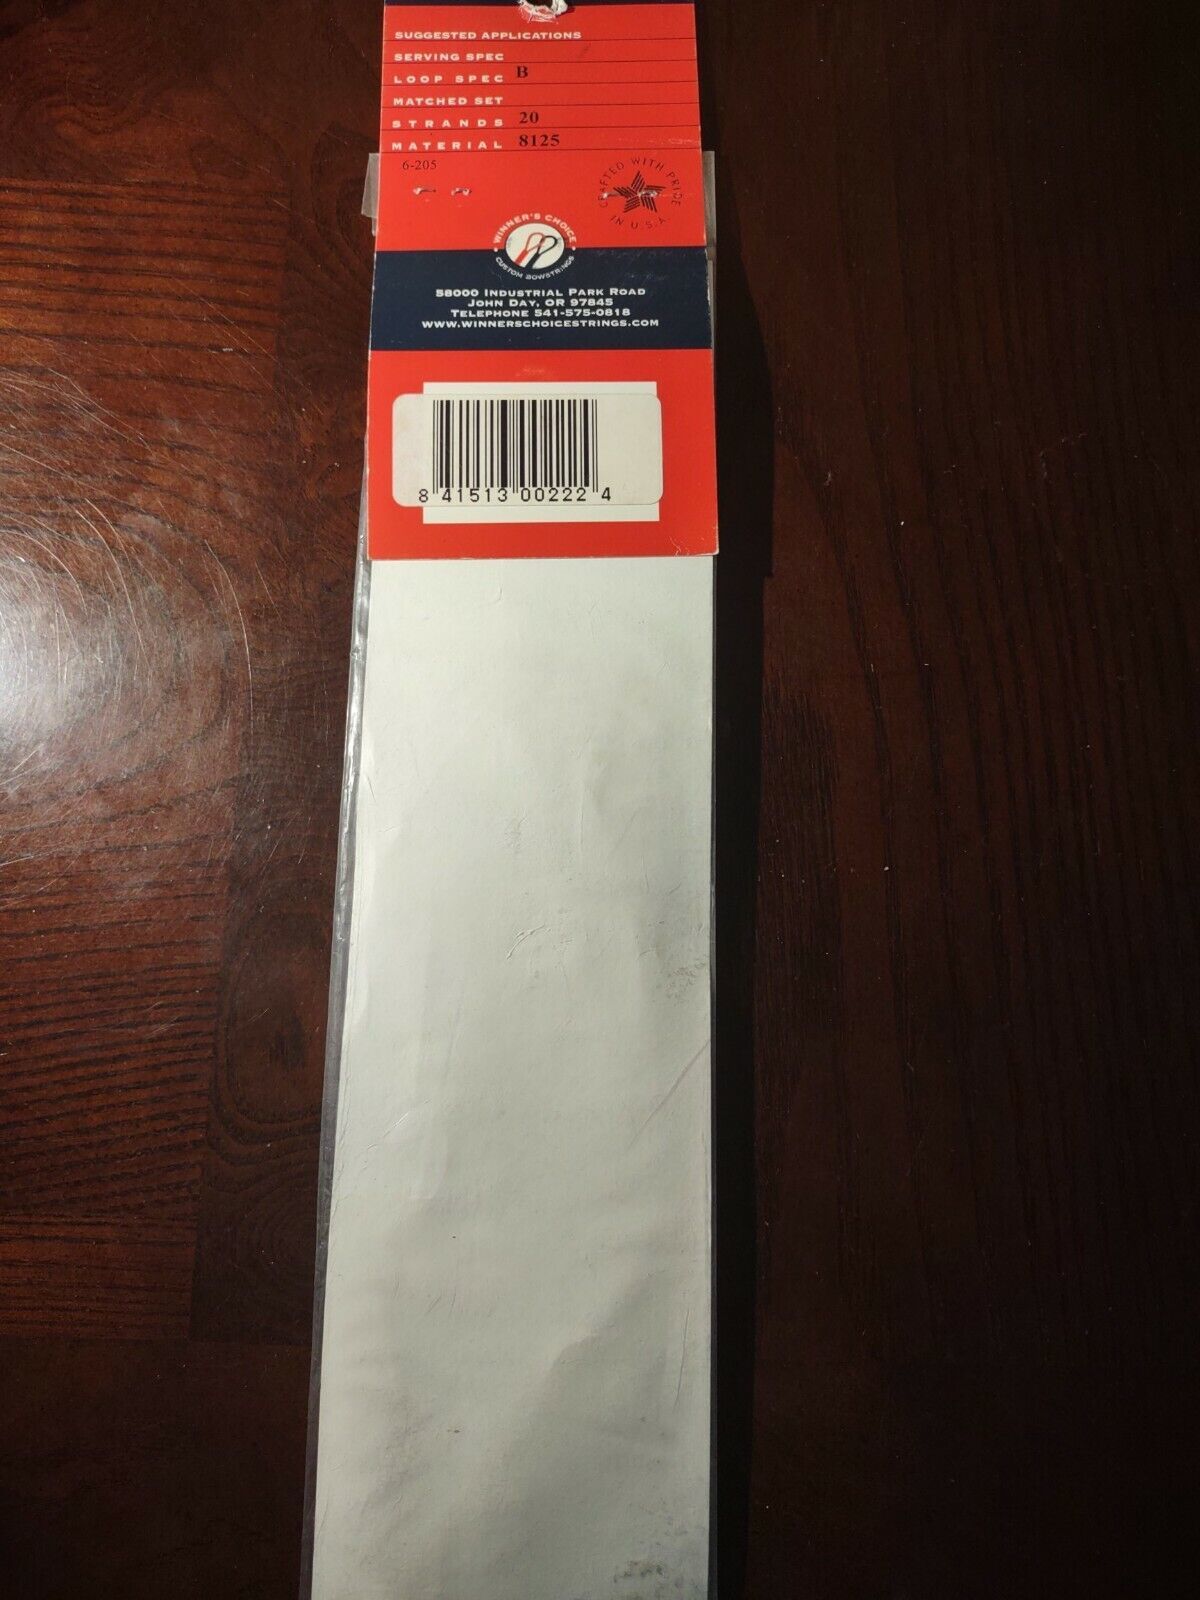 SUGGESTED APPLICATIONS
SERVING SPEC
LOOP SPEC B
MATCHED SET
STRANDS 20
MATERIAL 8125
6-205
CRAFTED WITH PRIDE
IN U.S.A.
WINNER'S CHOICE
CUSTOM BOWSTRINGS
58000 INDUSTRIAL PARK ROAD
JOHN DAY, OR 97845
TELEPHONE 541-575-0818
WWW.WINNERSCHOICESTRINGS.COM
8 41513 00222 4